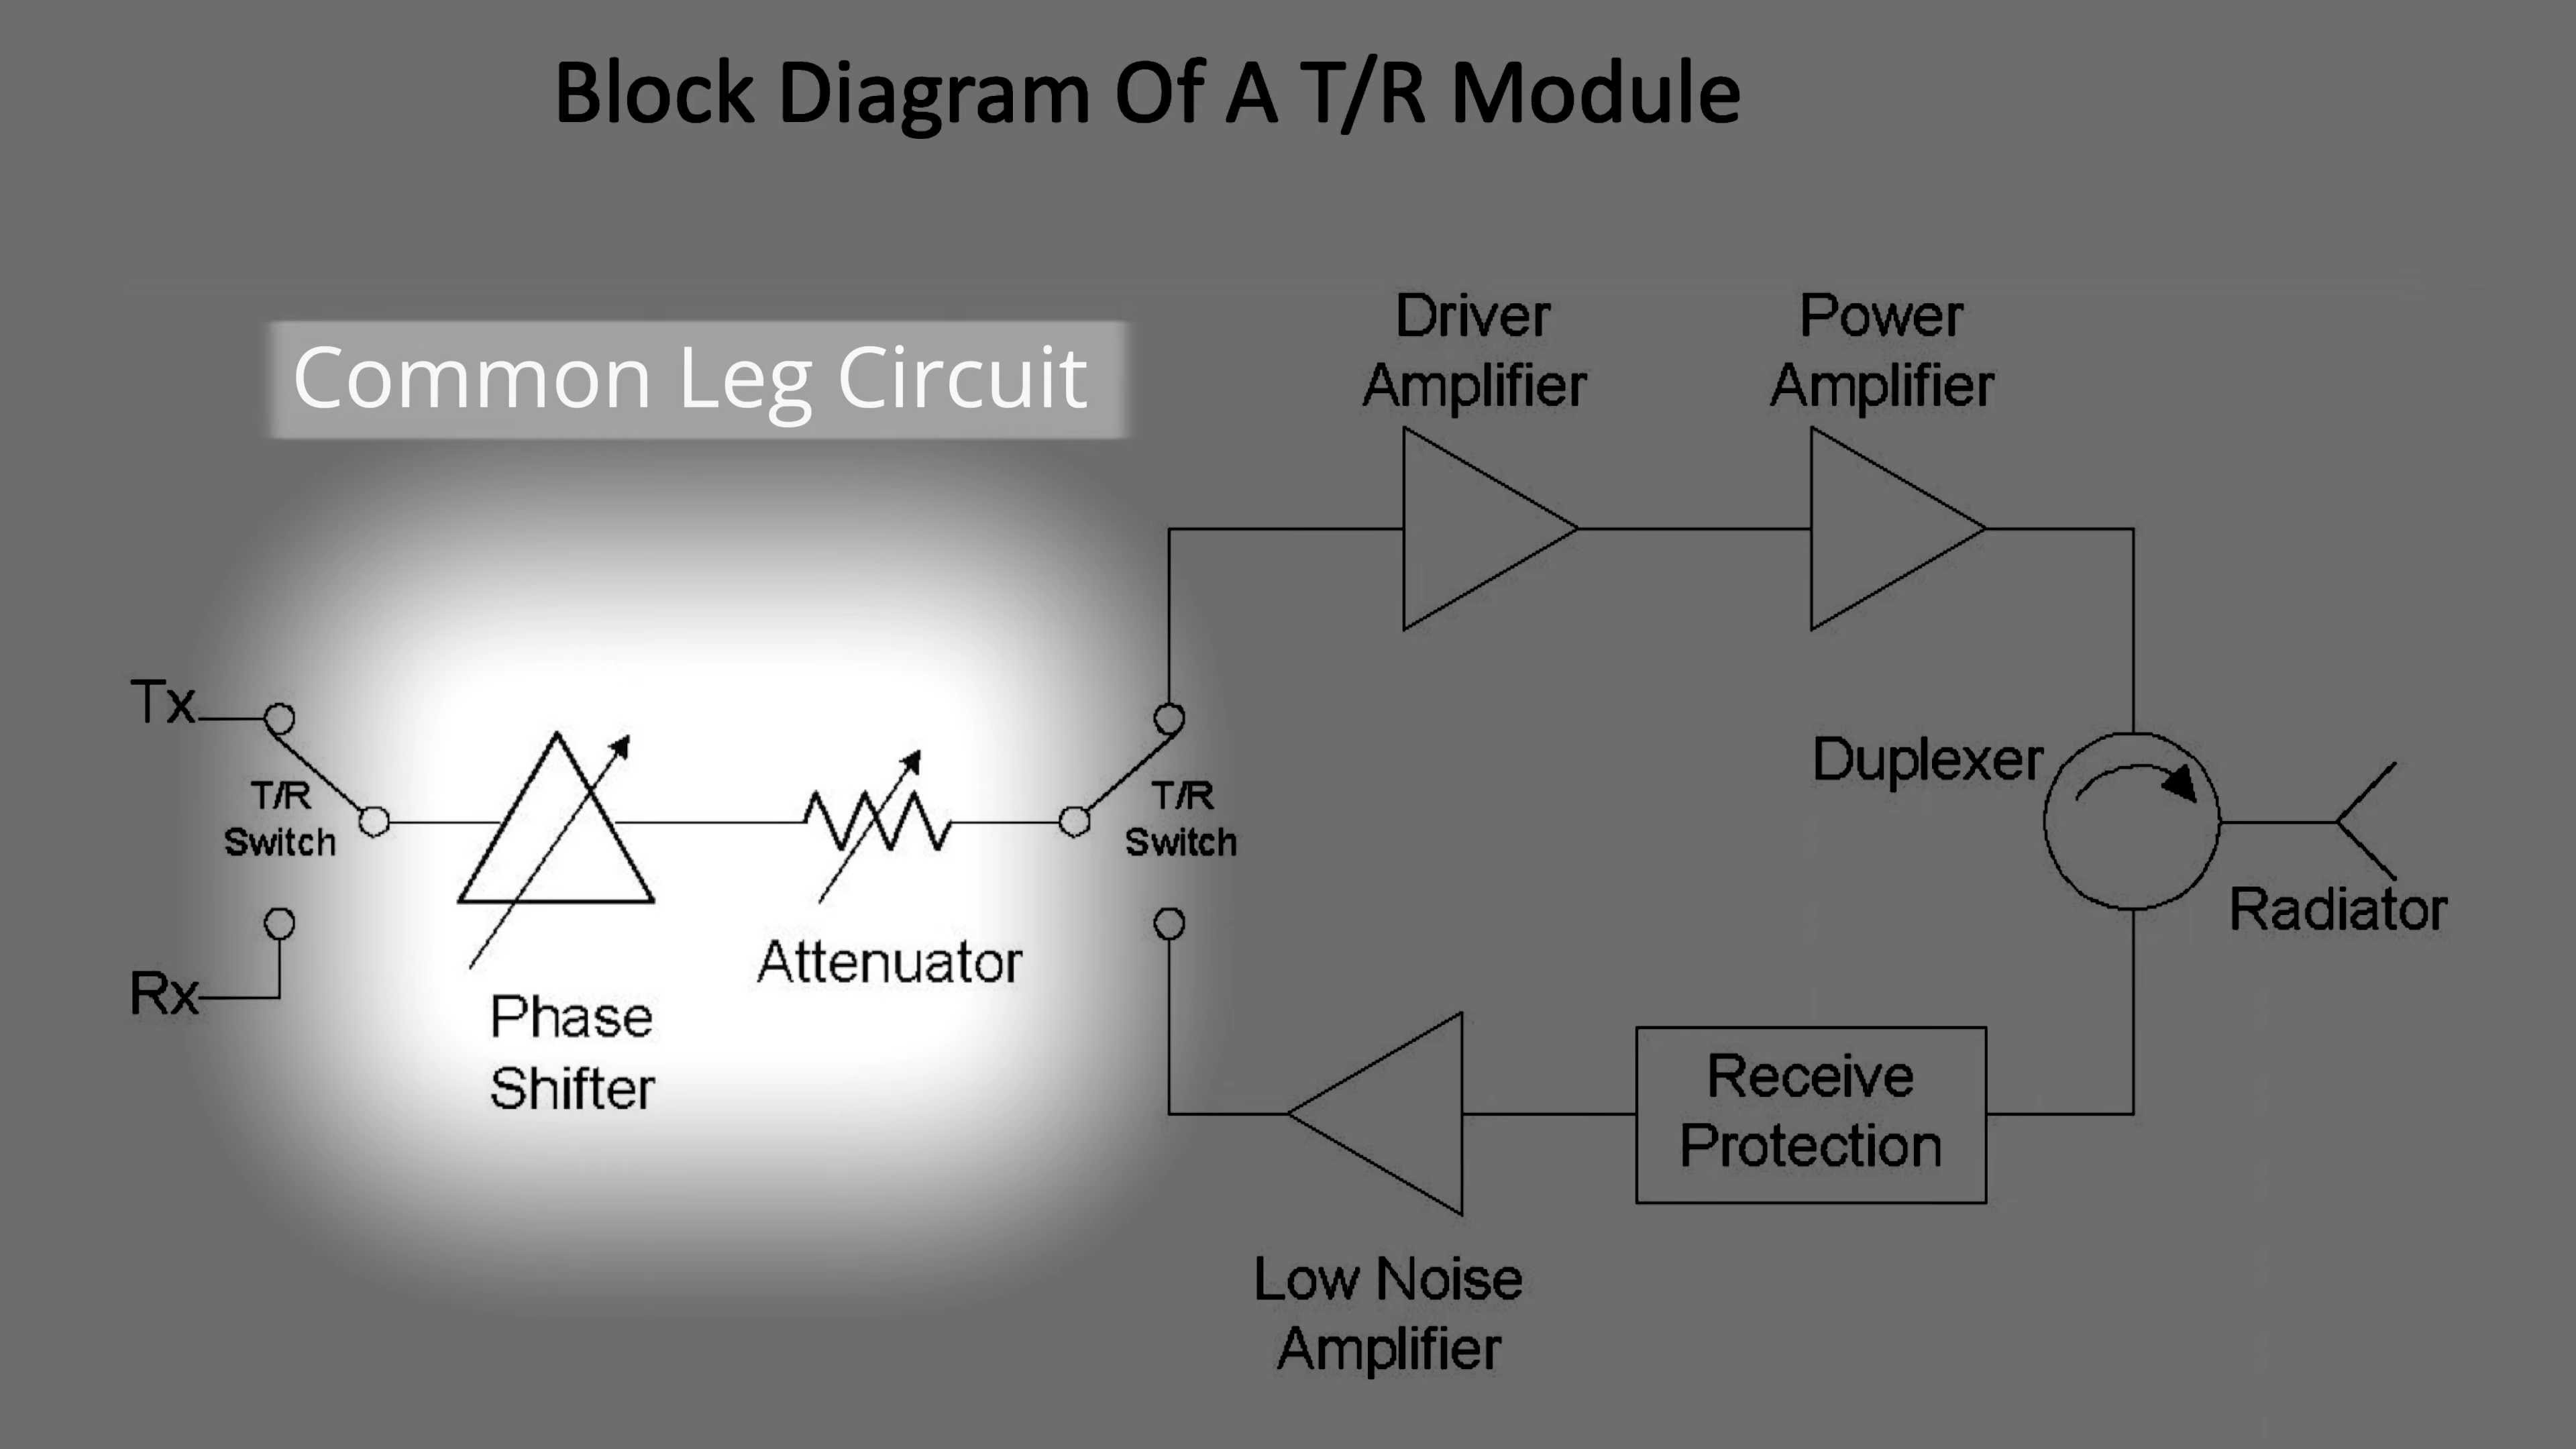 Block Diagram Of A T/R Module
Common Leg Circuit
Driver
Amplifier
Power
Amplifier
Tx
T/R
Switch
Rx
Phase
Shifter
Attenuator
T/R
Switch
Duplexer
Radiator
Receive
Protection
Low Noise
Amplifier